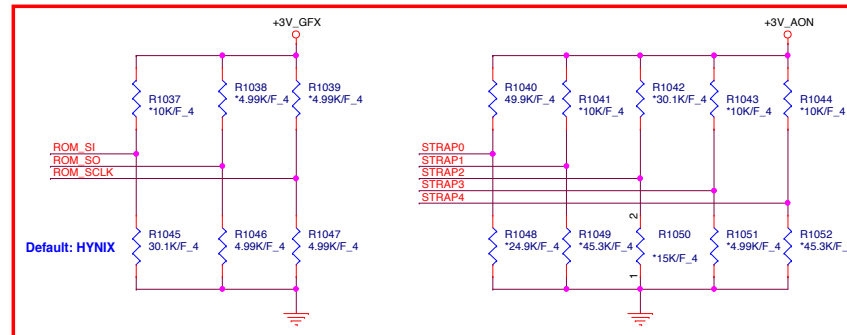 +3V_GFX
+3V_AON
R1037
*10K/F_4
R1038
*4.99K/F_4
R1039
*4.99K/F_4
R1040
49.9K/F_4
R1041
*10K/F_4
R1042
*30.1K/F_4
R1043
*10K/F_4
R1044
*10K/F_4
ROM_SI
ROM_SO
ROM_SCLK
STRAP0
STRAP1
STRAP2
STRAP3
STRAP4
Default: HYNIX
R1045
30.1K/F_4
R1046
4.99K/F_4
R1047
4.99K/F_4
R1048
*24.9K/F_4
R1049
*45.3K/F_4
2
R1050
*15K/F_4
1
R1051
*4.99K/F_4
R1052
*45.3K/F_4